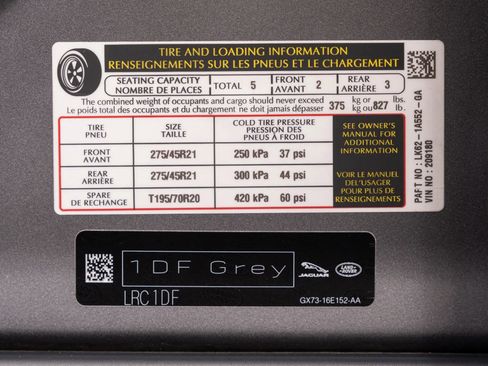 TIRE AND LOADING INFORMATION
RENSEIGNEMENTS SUR LES PNEUS ET LE CHARGEMENT
SEATING CAPACITY
NOMBRE DE PLACES
TOTAL 5
FRONT
AVANT 2
REAR
ARRIÈRE 3
The combined weight of occupants and cargo should never exceed
Le poids total des occupants et du chargement ne doit jamais dépasser
375 kg or 827 lbs.
kg ou lb.
TIRE
PNEU
SIZE
TAILLE
COLD TIRE PRESSURE
PRESSION DES
PNEUS À FROID
FRONT
AVANT
275/45R21
250 kPa 37 psi
REAR
ARRIÈRE
275/45R21
300 kPa 44 psi
SPARE
DE RECHANGE
T195/70R20
420 kPa 60 psi
SEE OWNER'S
MANUAL FOR
ADDITIONAL
INFORMATION
VOIR LE MANUEL
DE L'USAGER
POUR PLUS DE
RENSEIGNEMENTS
PART NO : LK62-1A552-GA
VIN NO : 209180
1DF Grey
LRC1DF
JAGUAR
LAND ROVER
GX73-16E152-AA